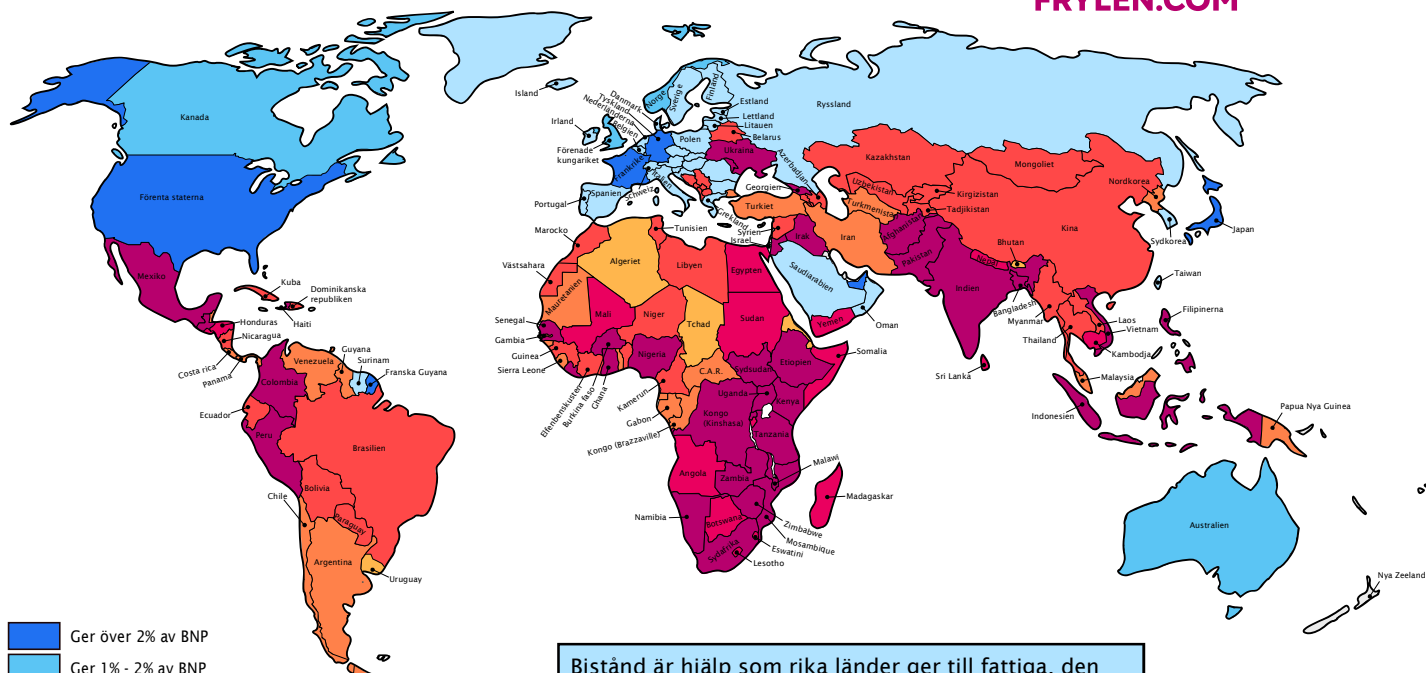 FRYLEN.COM
Kanada
Förenta staterna
Mexiko
Kuba
Dominikanska
republiken
Haiti
Honduras
Nicaragua
Costa rica
Panama
Venezuela
Guyana
Surinam
Franska Guyana
Colombia
Ecuador
Peru
Brasilien
Bolivia
Paraguay
Chile
Argentina
Uruguay
Island
Irland
Förenade
kungariket
Danmark
Tyskland
Nederländerna
Belgien
Frankrike
Norge
Sverige
Finland
Estland
Lettland
Litauen
Belarus
Polen
Ukraina
Ryssland
Portugal
Spanien
Schweiz
Italien
Grekland
Georgien
Azerbadjan
Turkiet
Syrien
Israel
Irak
Iran
Saudiarabien
Oman
Yemen
Kazakhstan
Uzbekistan
Turkmenistan
Kirgizistan
Tadjikistan
Afghanistan
Pakistan
Mongoliet
Kina
Nordkorea
Sydkorea
Japan
Taiwan
Nepal
Bhutan
Indien
Bangladesh
Myanmar
Thailand
Laos
Vietnam
Kambodja
Malaysia
Filipinerna
Sri Lanka
Indonesien
Papua Nya Guinea
Australien
Nya Zeeland
Marocko
Tunisien
Västsahara
Algeriet
Libyen
Egypten
Mauretanien
Mali
Niger
Tchad
Sudan
Senegal
Gambia
Guinea
Sierra Leone
Elfenbenskusten
Burkina faso
Ghana
Nigeria
Kamerun
C.A.R.
Sydsudan
Etiopien
Somalia
Gabon
Kongo (Brazzaville)
Kongo
(Kinshasa)
Uganda
Kenya
Tanzania
Angola
Zambia
Malawi
Madagaskar
Namibia
Botswana
Zimbabwe
Mosambique
Eswatini
Lesotho
Sydafrika
Ger över 2% av BNP
Ger 1% - 2% av BNP
Bistånd är hjälp som rika länder ger till fattiga, den